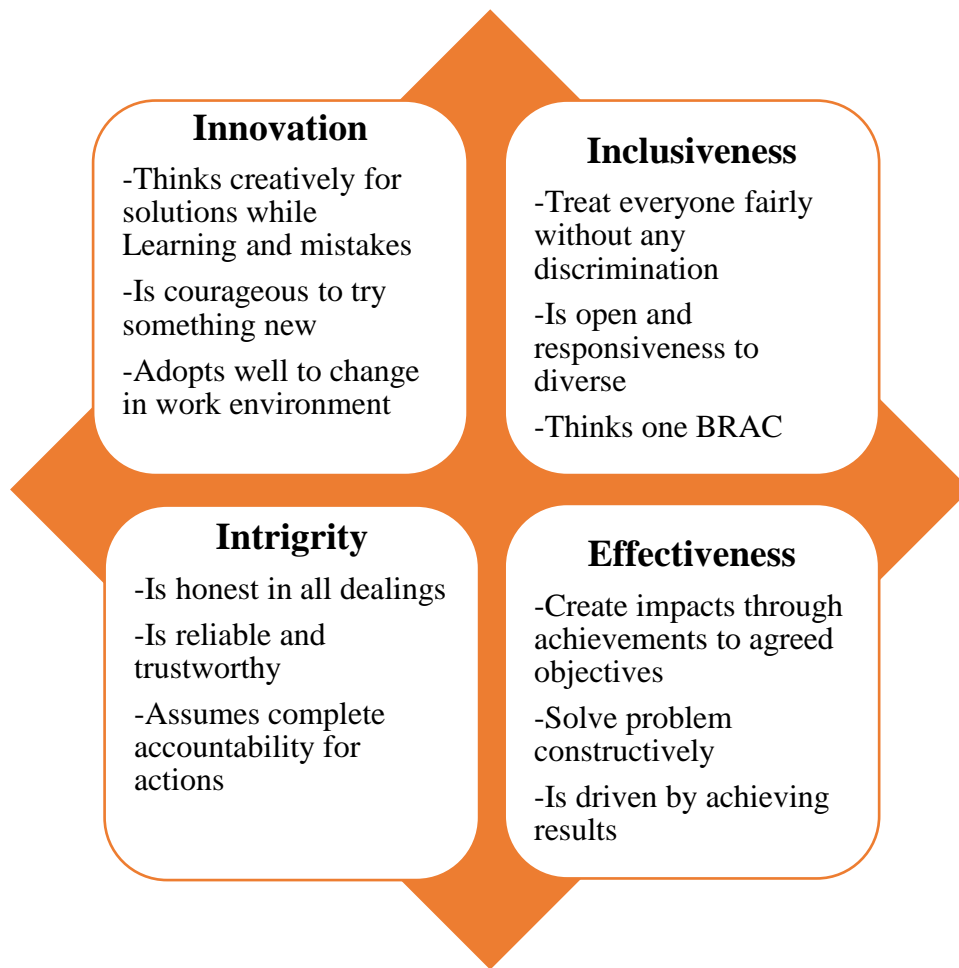 Innovation
-Thinks creatively for
solutions while
Learning and mistakes
-Is courageous to try
something new
-Adopts well to change
in work environment
Inclusiveness
-Treat everyone fairly
without any
discrimination
-Is open and
responsiveness to
diverse
-Thinks one BRAC
Intrigrity
-Is honest in all dealings
-Is reliable and
trustworthy
-Assumes complete
accountability for
actions
Effectiveness
-Create impacts through
achievements to agreed
objectives
-Solve problem
constructively
-Is driven by achieving
results